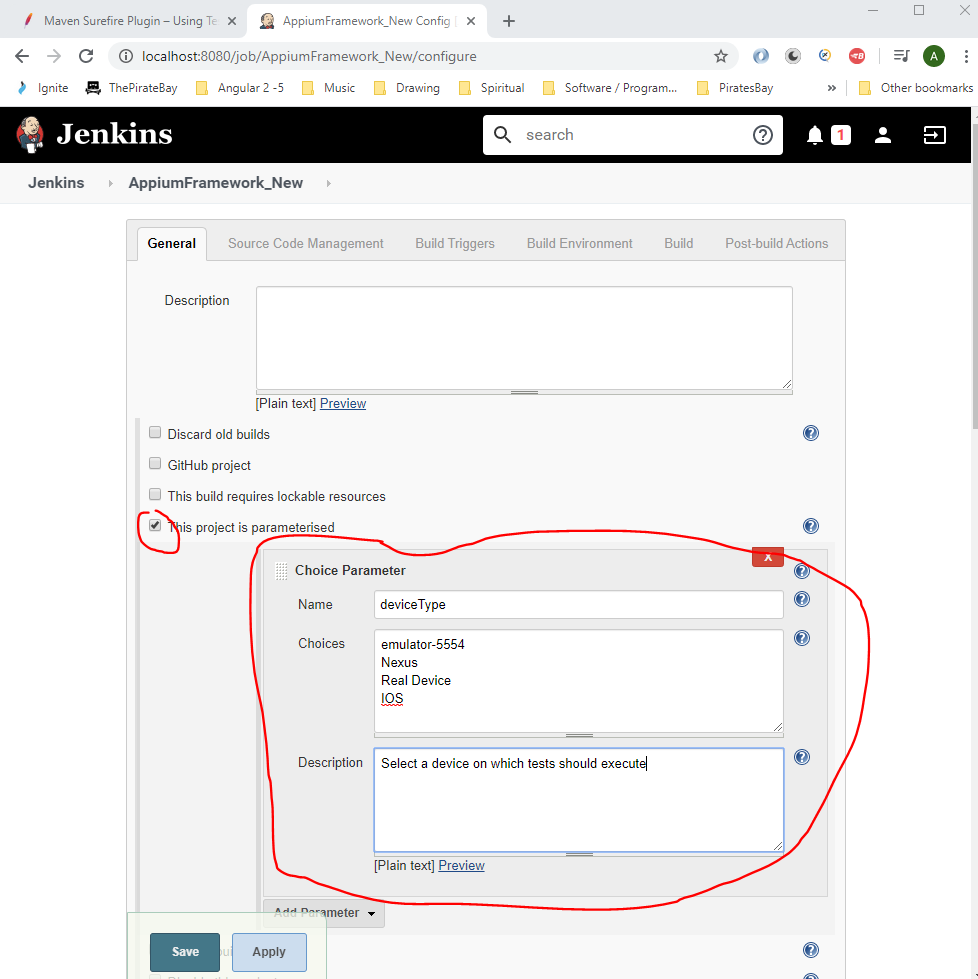 Maven Surefire Plugin – Using Te
AppiumFramework_New Config
localhost:8080/job/AppiumFramework_New/configure
A
Ignite
ThePirateBay
Angular 2 -5
Music
Drawing
Spiritual
Software / Program...
PiratesBay
»
Other bookmarks
Jenkins
search
1
Jenkins
AppiumFramework_New
General
Source Code Management
Build Triggers
Build Environment
Build
Post-build Actions
Description
[Plain text] Preview
Discard old builds
GitHub project
This build requires lockable resources
This project is parameterised
X
Choice Parameter
Name
deviceType
Choices
emulator-5554
Nexus
Real Device
IOS
Description
Select a device on which tests should execute
[Plain text] Preview
Add Parameter
Save
Apply